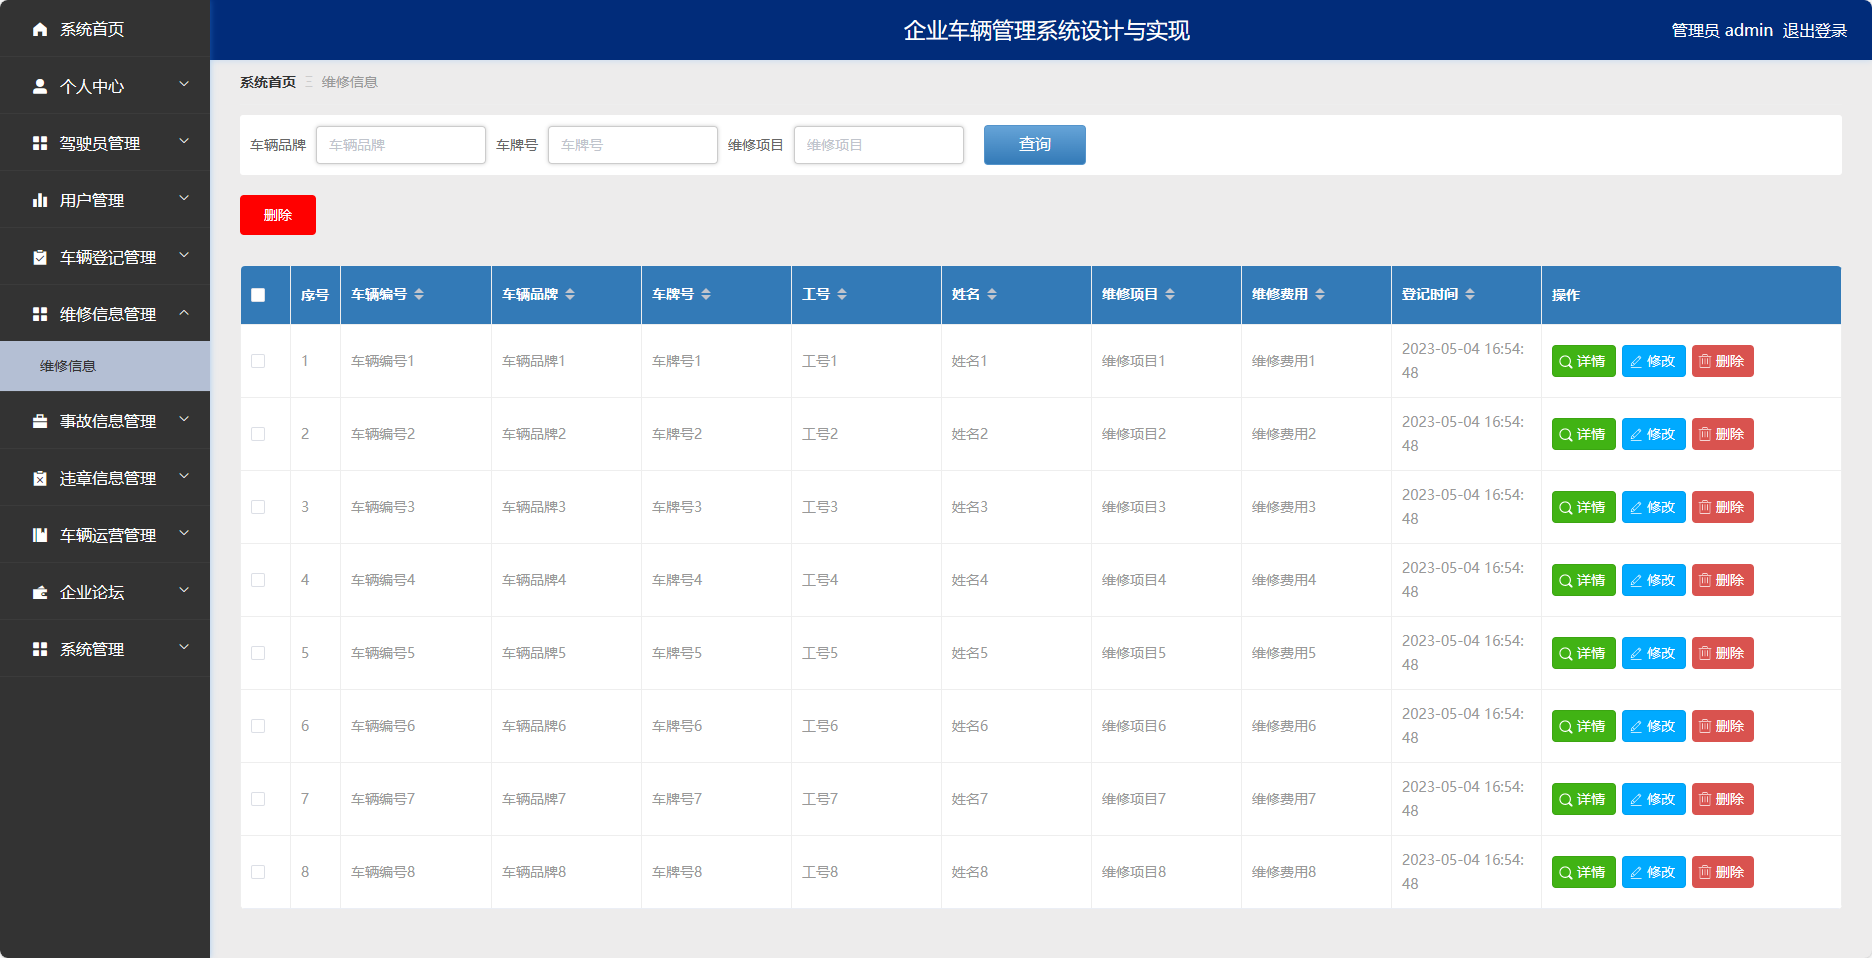 系统首页
个人中心
驾驶员管理
用户管理
车辆登记管理
维修信息管理
维修信息
事故信息管理
违章信息管理
车辆运营管理
企业论坛
系统管理
企业车辆管理系统设计与实现
管理员 admin 退出登录
系统首页 维修信息
车辆品牌 车辆品牌 车牌号 车牌号 维修项目 维修项目 查询
删除
序号 车辆编号 车辆品牌 车牌号 工号 姓名 维修项目 维修费用 登记时间 操作
1 车辆编号1 车辆品牌1 车牌号1 工号1 姓名1 维修项目1 维修费用1 2023-05-04 16:54:48 详情 修改 删除
2 车辆编号2 车辆品牌2 车牌号2 工号2 姓名2 维修项目2 维修费用2 2023-05-04 16:54:48 详情 修改 删除
3 车辆编号3 车辆品牌3 车牌号3 工号3 姓名3 维修项目3 维修费用3 2023-05-04 16:54:48 详情 修改 删除
4 车辆编号4 车辆品牌4 车牌号4 工号4 姓名4 维修项目4 维修费用4 2023-05-04 16:54:48 详情 修改 删除
5 车辆编号5 车辆品牌5 车牌号5 工号5 姓名5 维修项目5 维修费用5 2023-05-04 16:54:48 详情 修改 删除
6 车辆编号6 车辆品牌6 车牌号6 工号6 姓名6 维修项目6 维修费用6 2023-05-04 16:54:48 详情 修改 删除
7 车辆编号7 车辆品牌7 车牌号7 工号7 姓名7 维修项目7 维修费用7 2023-05-04 16:54:48 详情 修改 删除
8 车辆编号8 车辆品牌8 车牌号8 工号8 姓名8 维修项目8 维修费用8 2023-05-04 16:54:48 详情 修改 删除